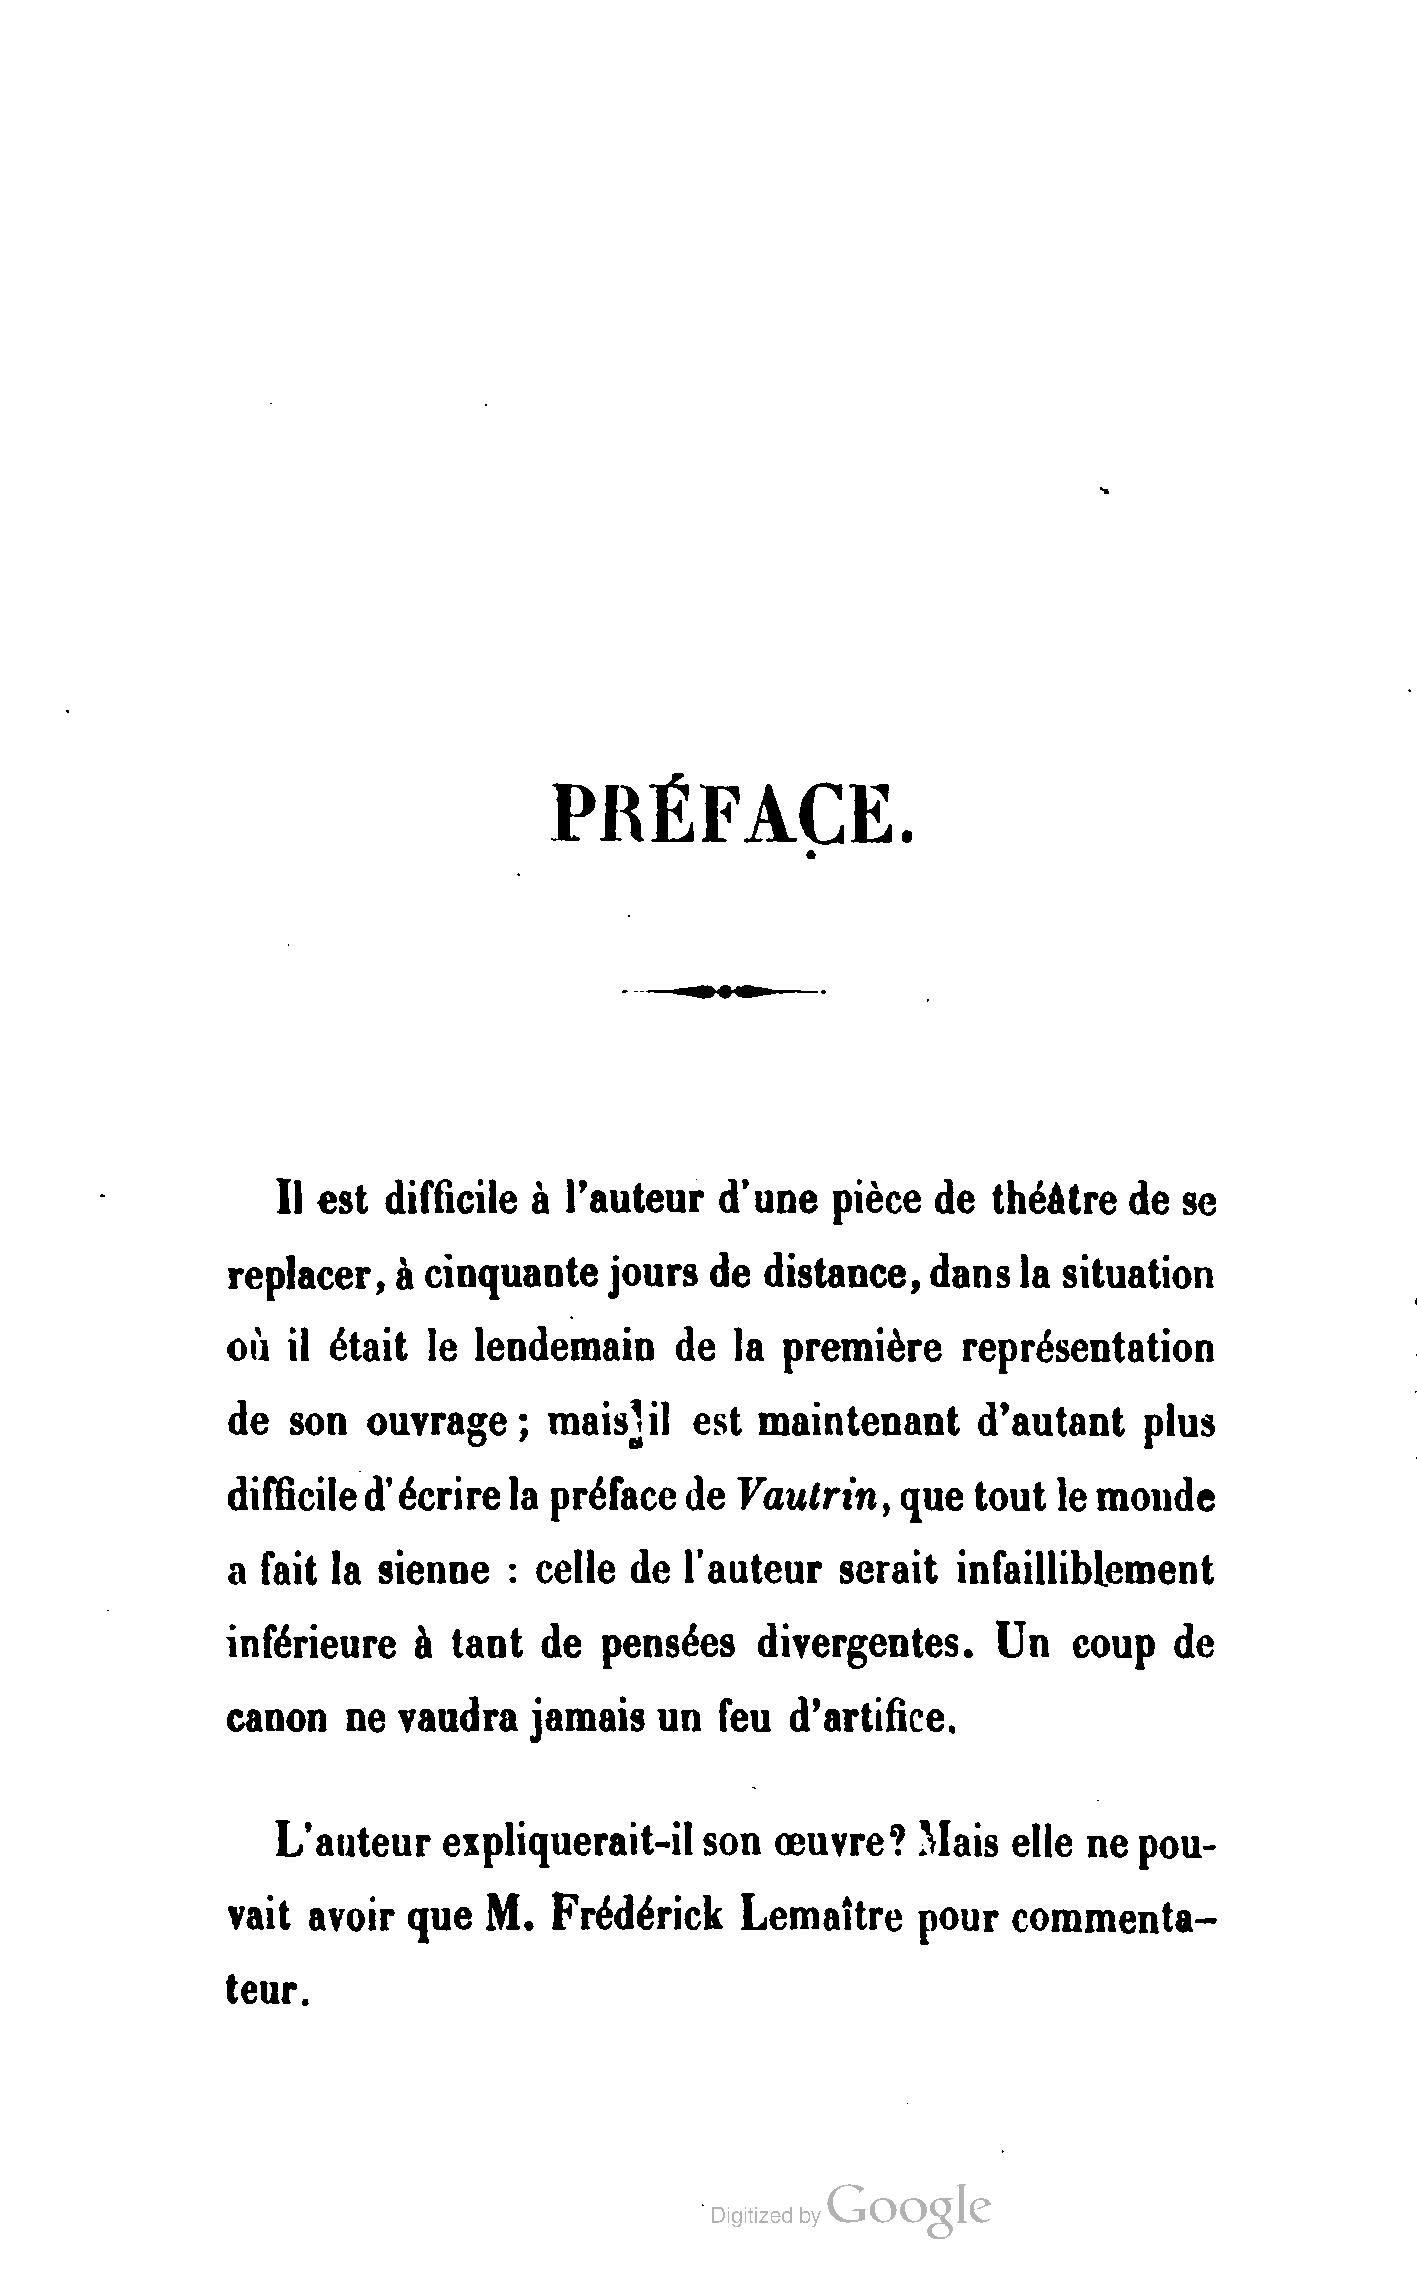 PRÉFACE.
Il est difficile à l'auteur d'une pièce de théâtre de se
replacer, à cinquante jours de distance, dans la situation
où il était le lendemain de la première représentation
de son ouvrage ; mais il est maintenant d'autant plus
difficile d'écrire la préface de Vautrin, que tout le monde
a fait la sienne : celle de l'auteur serait infailliblement
inférieure à tant de pensées divergentes. Un coup de
canon ne vaudra jamais un feu d'artifice.
L'auteur expliquerait-il son œuvre? Mais elle ne pou-
vait avoir que M. Frédérick Lemaître pour commenta-
teur.
Digitized by Google